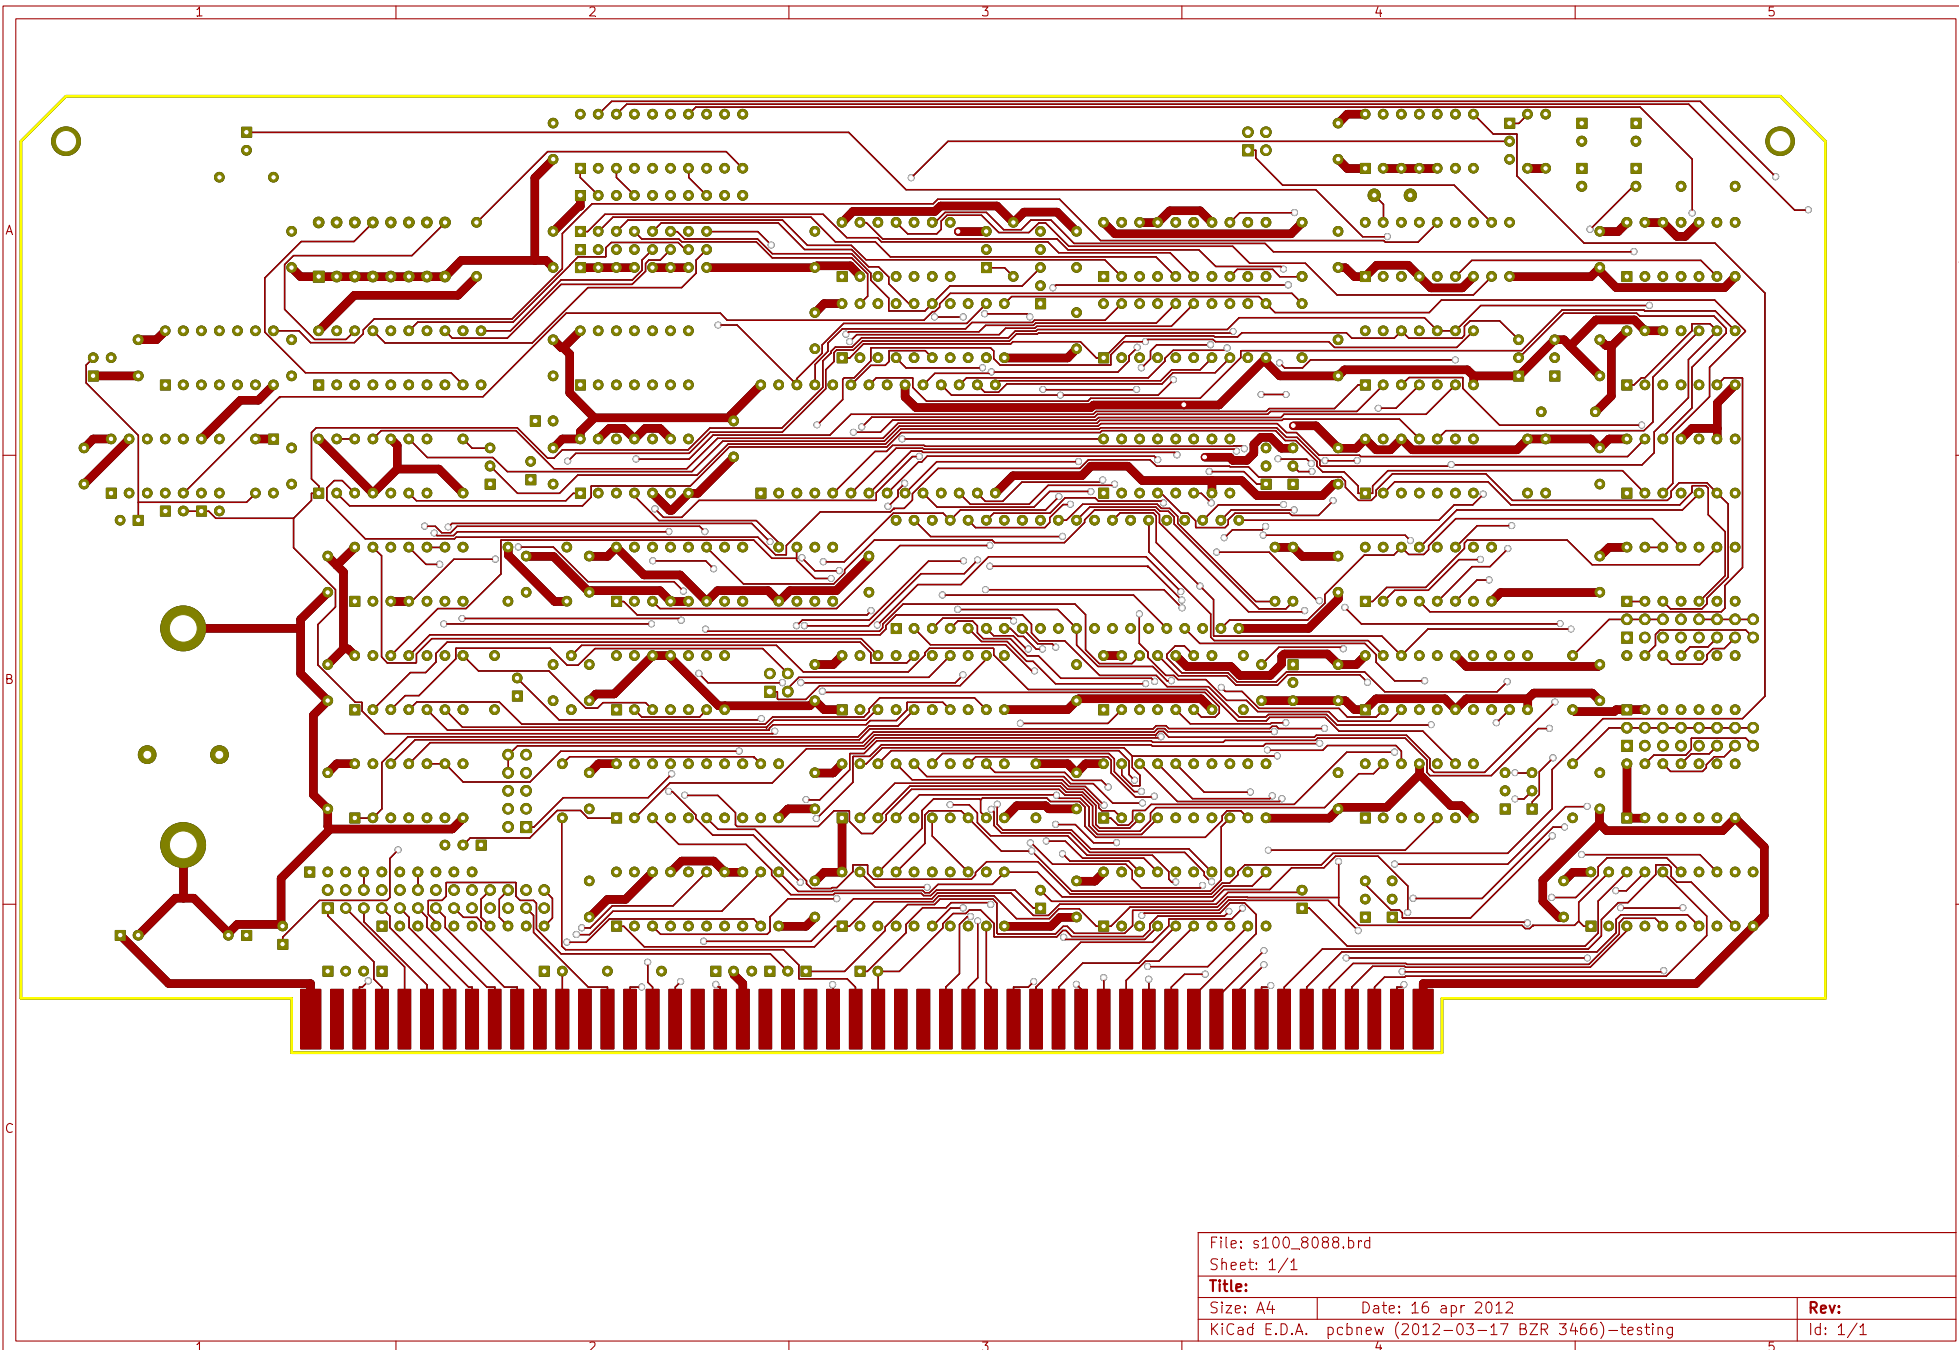 1 2 3 4 5
A
B
C
File: s100_8088.brd
Sheet: 1/1
Title:
Size: A4 Date: 16 apr 2012 Rev:
KiCad E.D.A. pcbnew (2012-03-17 BZR 3466)-testing Id: 1/1
1 2 3 4 5